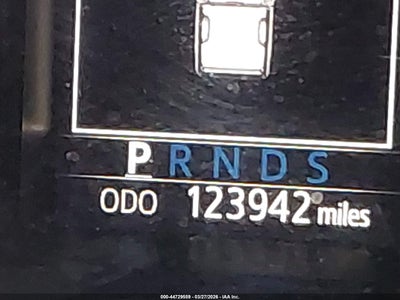 P R N D S
ODO 123942 miles
000-44729559 - 03/27/2026 - IAA Inc.